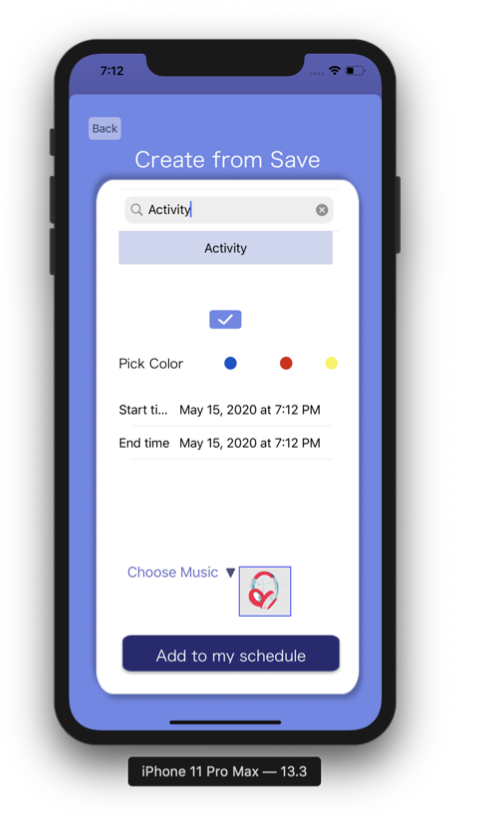 7:12
Back
Create from Save
Activity
Activity
Pick Color
Start ti... May 15, 2020 at 7:12 PM
End time May 15, 2020 at 7:12 PM
Choose Music ▼
Add to my schedule
iPhone 11 Pro Max — 13.3